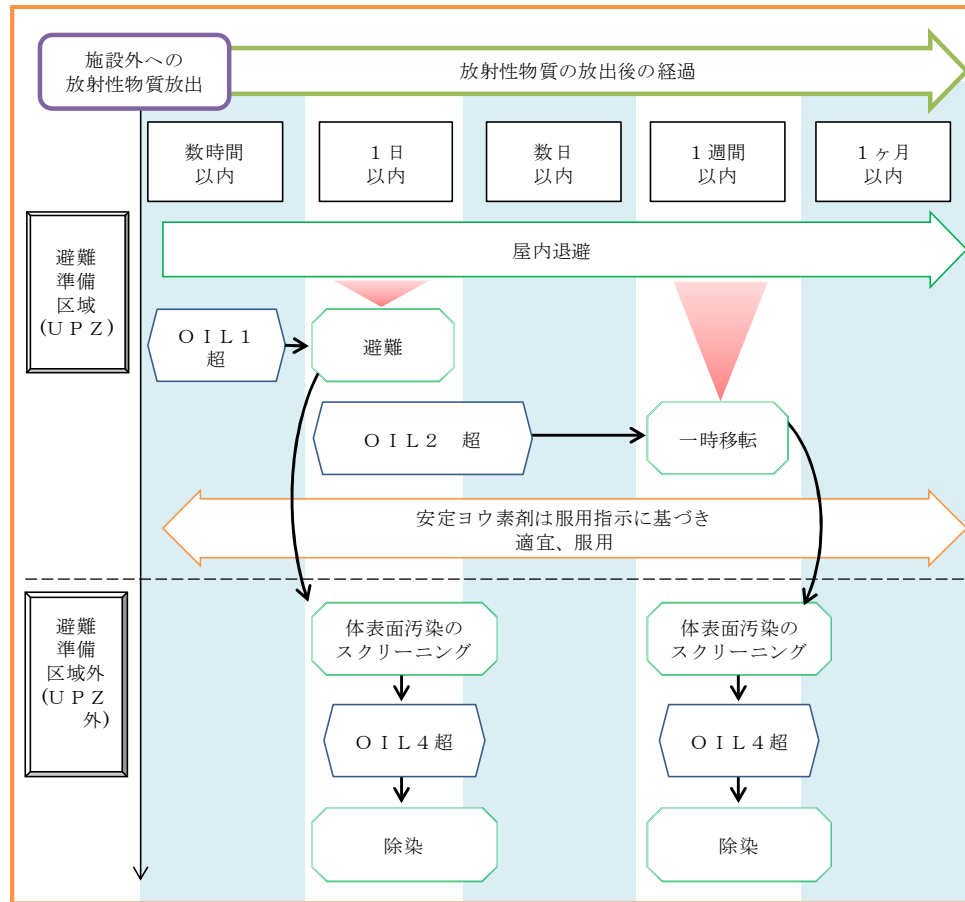 施設外への
放射性物質放出
放射性物質の放出後の経過
数時間
以内
１日
以内
数日
以内
１週間
以内
１ヶ月
以内
避難
準備
区域
(ＵＰＺ)
屋内退避
ＯＩＬ１
超
避難
ＯＩＬ２　超
一時移転
安定ヨウ素剤は服用指示に基づき
適宜、服用
避難
準備
区域外
(ＵＰＺ
外)
体表面汚染の
スクリーニング
体表面汚染の
スクリーニング
ＯＩＬ４超
ＯＩＬ４超
除染
除染